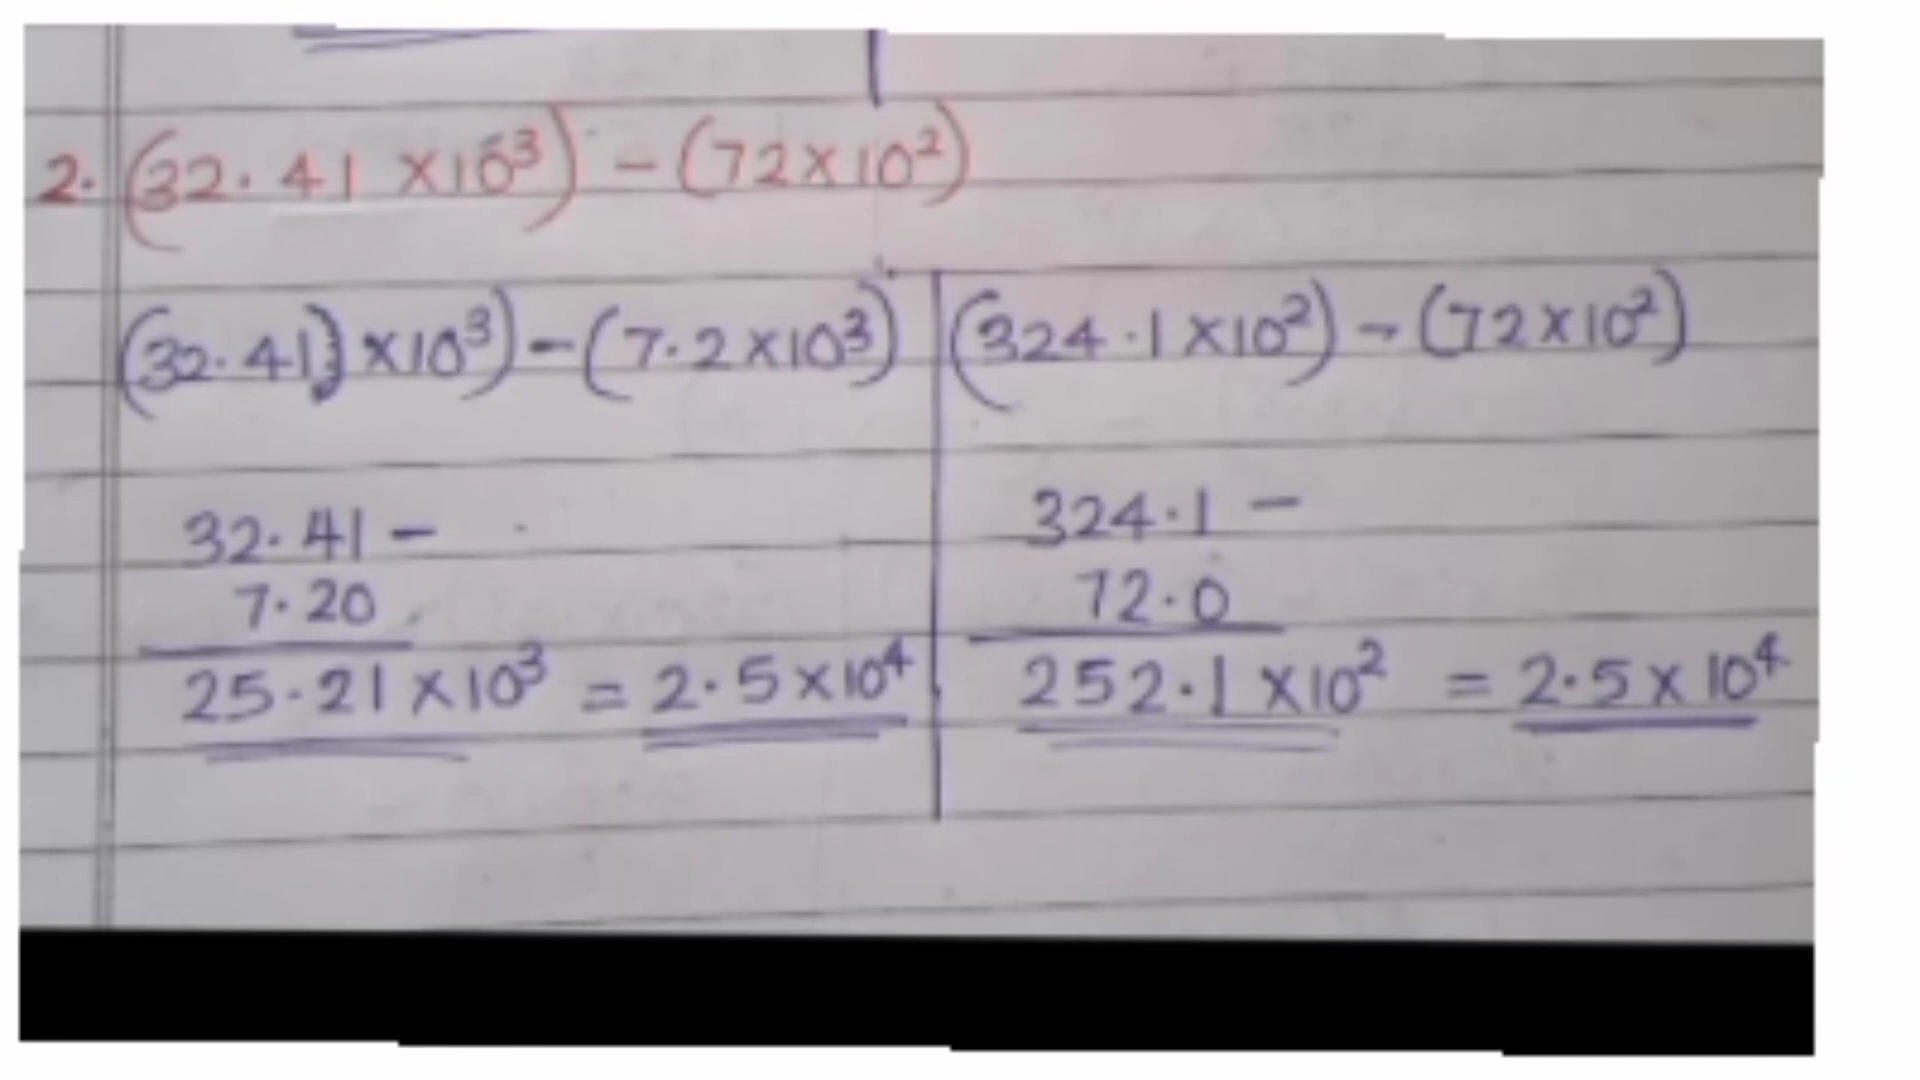 2. (32.41 ×10³) - (72×10²)
(32.41) ×10³) - (7.2×10³)
32.41 -
7.20
25.21 ×10³ = 2.5×10⁴
(324.1 ×10²) - (72×10²)
324.1 -
72.0
252.1 ×10² = 2.5 × 10⁴